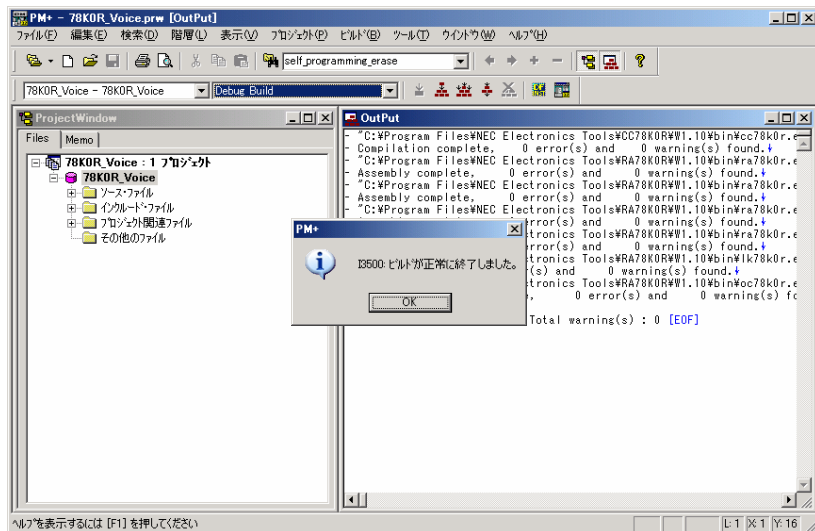 PM+ - 78K0R_Voice.prw [OutPut]
ファイル(F) 編集(E) 検索(D) 階層(L) 表示(V) プロジェクト(P) ビルド(B) ツール(T) ウインドウ(W) ヘルプ(H)
self_programming_erase
78K0R_Voice - 78K0R_Voice Debug Build
ProjectWindow
Files Memo
78K0R_Voice : 1 プロジェクト
78K0R_Voice
ソース・ファイル
インクルード・ファイル
プロジェクト関連ファイル
その他のファイル
OutPut
- "C:¥Program Files¥NEC Electronics Tools¥CC78K0R¥W1.10¥bin¥cc78k0r.e
- Compilation complete, 0 error(s) and 0 warning(s) found.↓
- "C:¥Program Files¥NEC Electronics Tools¥RA78K0R¥W1.10¥bin¥ra78k0r.e
- Assembly complete, 0 error(s) and 0 warning(s) found.↓
- "C:¥Program Files¥NEC Electronics Tools¥RA78K0R¥W1.10¥bin¥ra78k0r.e
- Assembly complete, 0 error(s) and 0 warning(s) found.↓
- "C:¥Program Files¥NEC Electronics Tools¥RA78K0R¥W1.10¥bin¥ra78k0r.e
rror(s) and 0 warning(s) found.↓
ctronics Tools¥RA78K0R¥W1.10¥bin¥ra78k0r.e
rror(s) and 0 warning(s) found.↓
ctronics Tools¥RA78K0R¥W1.10¥bin¥lk78k0r.e
(s) and 0 warning(s) found.↓
ctronics Tools¥RA78K0R¥W1.10¥bin¥oc78k0r.e
, 0 error(s) and 0 warning(s) fo
Total warning(s) : 0 [EOF]
PM+
I3500: ビルドが正常に終了しました。
OK
ヘルプを表示するには [F1] を押してください
L: 1 X: 1 Y: 16